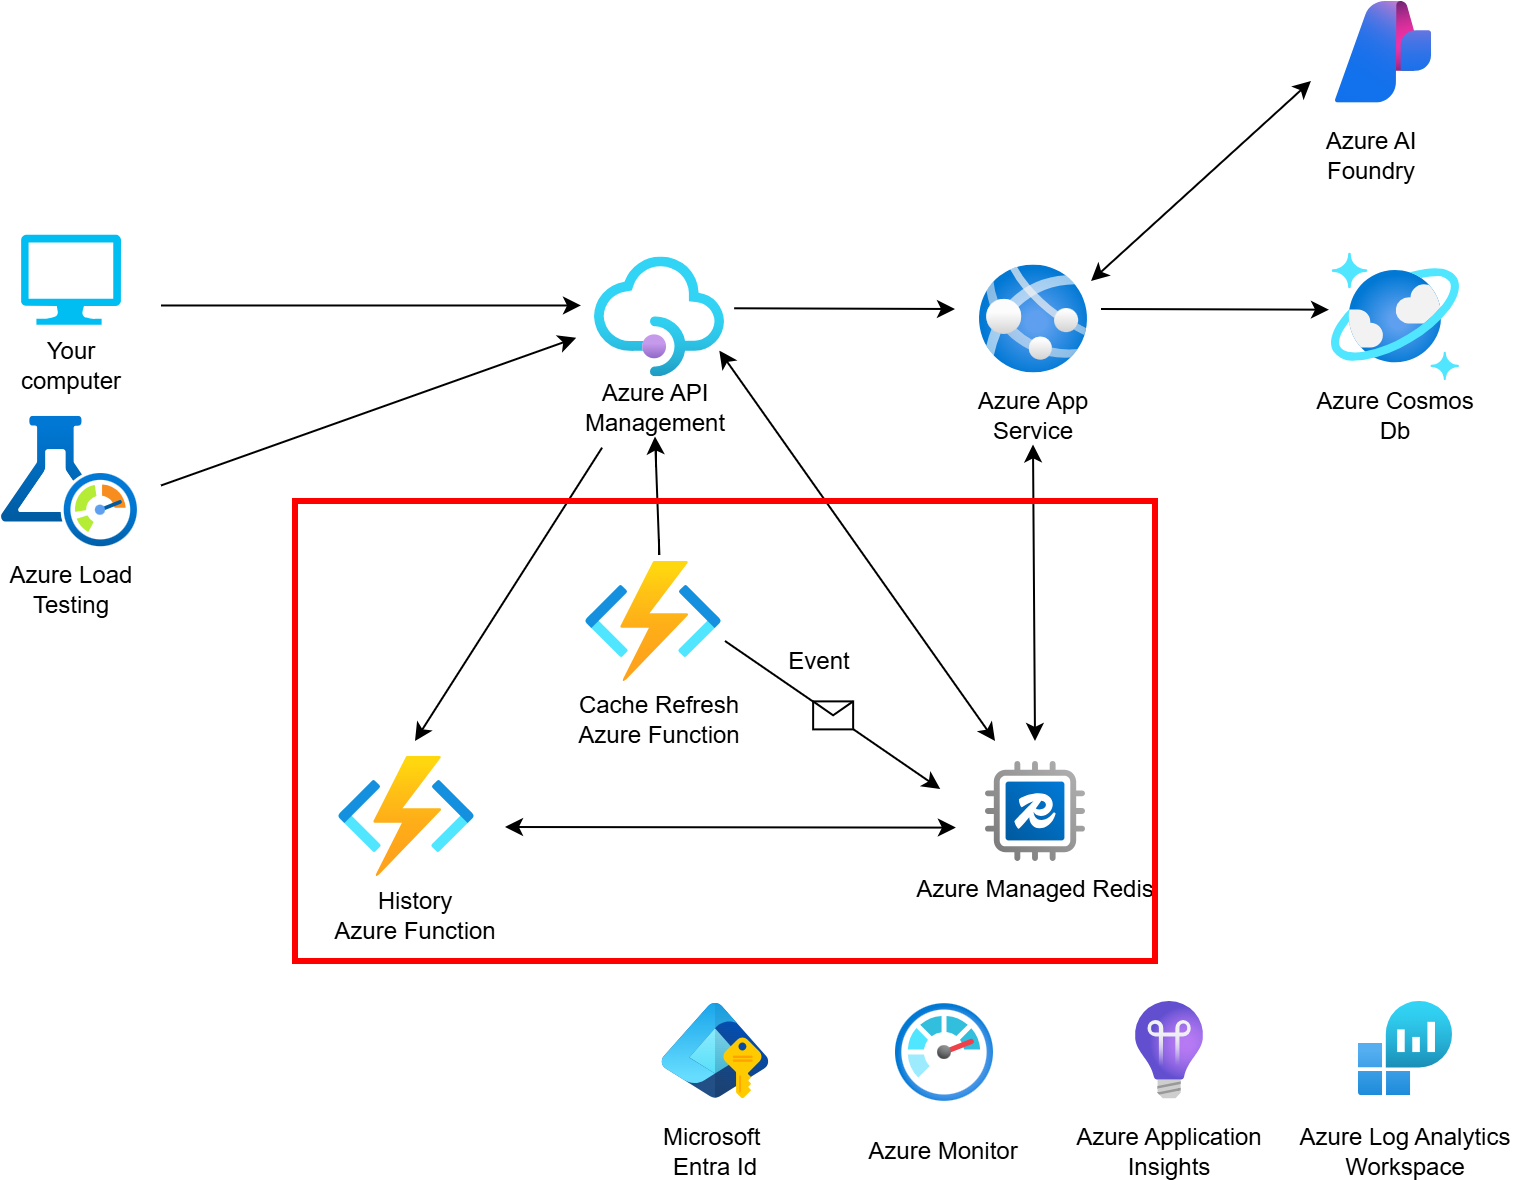 Azure AI
Foundry
Your
computer
Azure API
Management
Azure App
Service
Azure Cosmos
Db
Azure Load
Testing
Event
Cache Refresh
Azure Function
History
Azure Function
Azure Managed Redis
Microsoft
Entra Id
Azure Monitor
Azure Application
Insights
Azure Log Analytics
Workspace